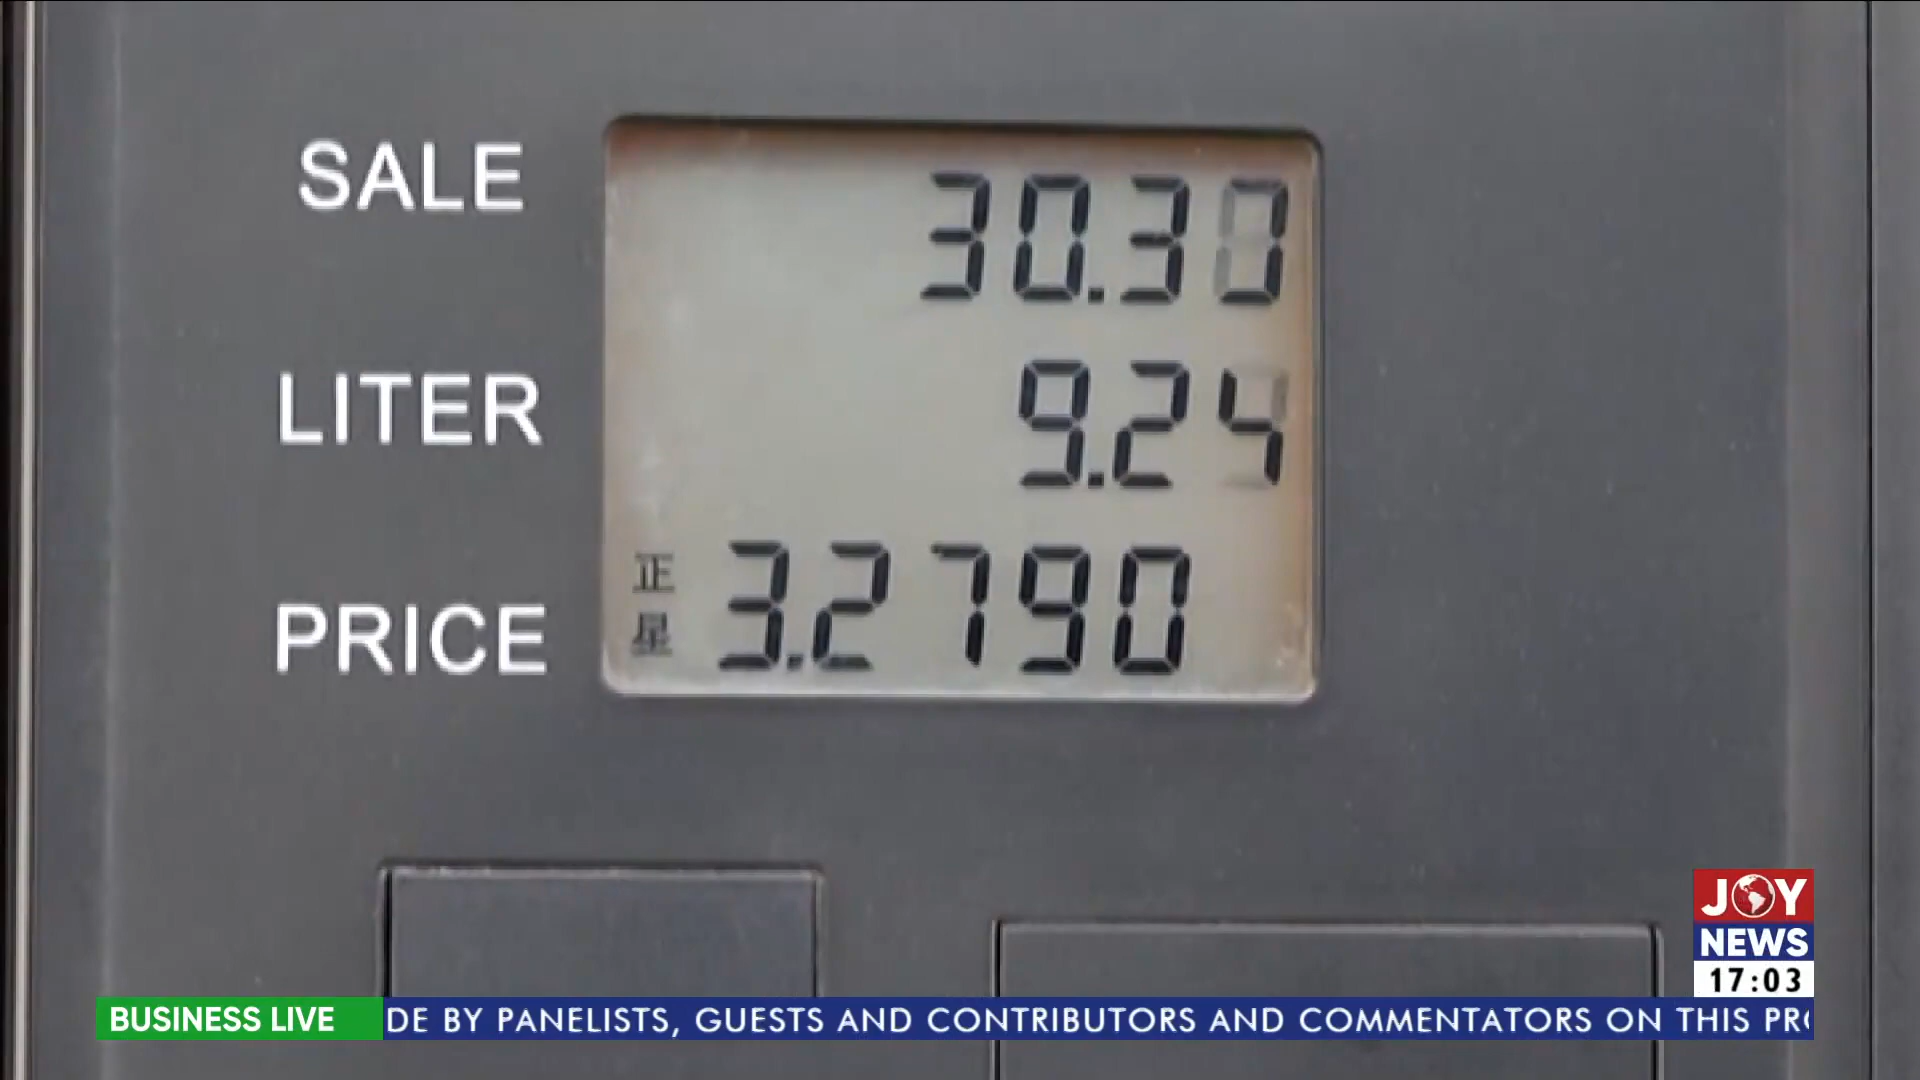 SALE 30.30
LITER 9.24
PRICE 正星 3.2790
JOY
NEWS
17:03
BUSINESS LIVE
DE BY PANELISTS, GUESTS AND CONTRIBUTORS AND COMMENTATORS ON THIS